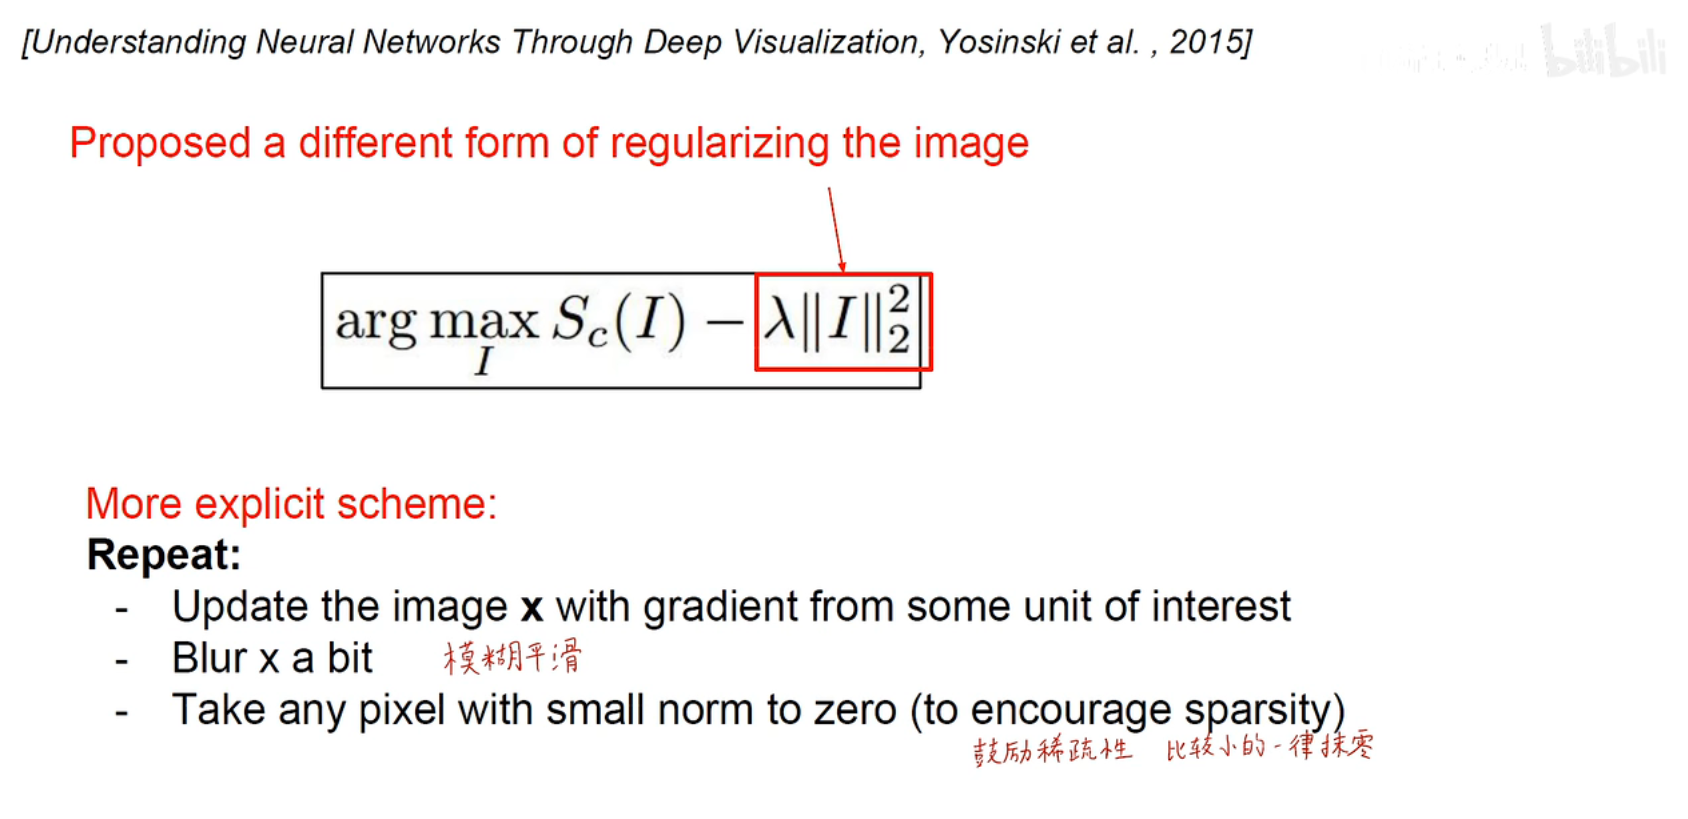 [Understanding Neural Networks Through Deep Visualization, Yosinski et al. , 2015]
bilibili
Proposed a different form of regularizing the image
arg max_I S_c(I) − λ‖I‖₂²
More explicit scheme:
Repeat:
- Update the image x with gradient from some unit of interest
- Blur x a bit 模糊平滑
- Take any pixel with small norm to zero (to encourage sparsity)
鼓励稀疏性 比较小的一律抹零